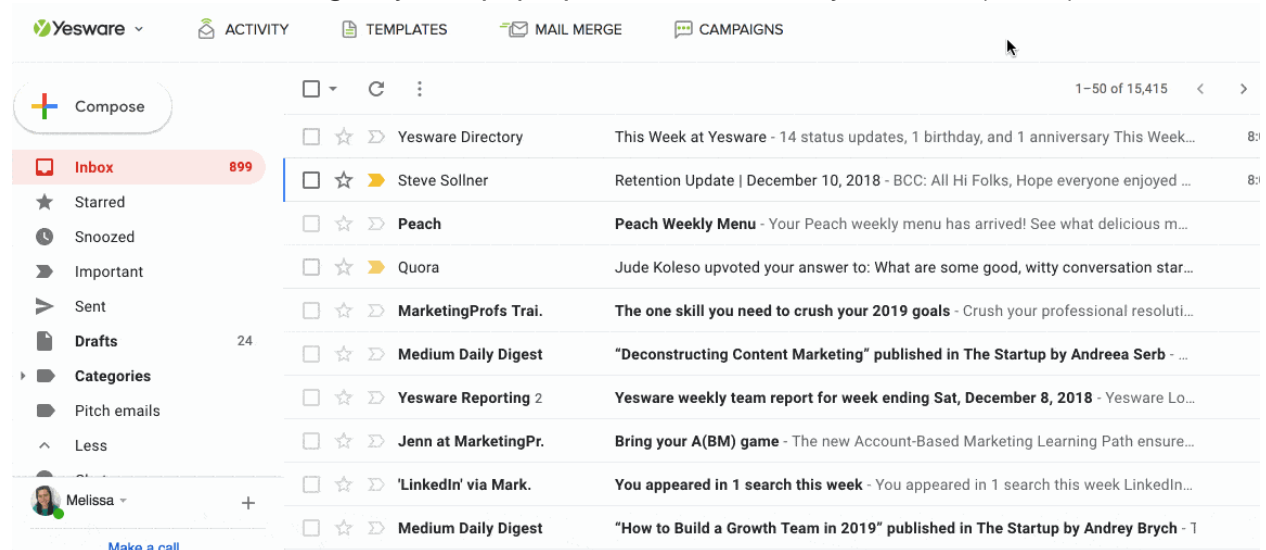 Yesware ACTIVITY TEMPLATES MAIL MERGE CAMPAIGNS
1–50 of 15,415
Compose
Inbox 899
Starred
Snoozed
Important
Sent
Drafts 24
Categories
Pitch emails
Less
Melissa
Make a call
Yesware Directory This Week at Yesware - 14 status updates, 1 birthday, and 1 anniversary This Week... 8:
Steve Sollner Retention Update | December 10, 2018 - BCC: All Hi Folks, Hope everyone enjoyed ... 8:
Peach Peach Weekly Menu - Your Peach weekly menu has arrived! See what delicious m...
Quora Jude Koleso upvoted your answer to: What are some good, witty conversation star...
MarketingProfs Trai. The one skill you need to crush your 2019 goals - Crush your professional resoluti...
Medium Daily Digest “Deconstructing Content Marketing” published in The Startup by Andreea Serb - ...
Yesware Reporting 2 Yesware weekly team report for week ending Sat, December 8, 2018 - Yesware Lo...
Jenn at MarketingPr. Bring your A(BM) game - The new Account-Based Marketing Learning Path ensure...
'LinkedIn' via Mark. You appeared in 1 search this week - You appeared in 1 search this week LinkedIn...
Medium Daily Digest “How to Build a Growth Team in 2019” published in The Startup by Andrey Brych - T